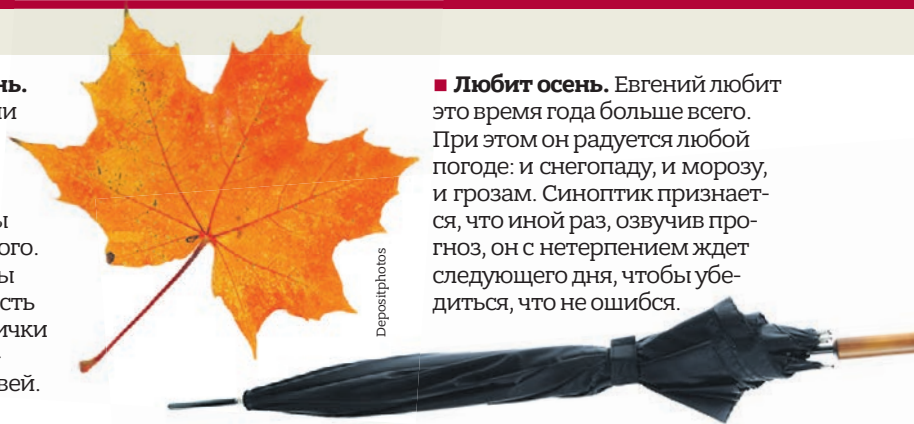 нь.
ы
ого.
ы
сть
ички
вей.
■ Любит осень. Евгений любит
это время года больше всего.
При этом он радуется любой
погоде: и снегопаду, и морозу,
и грозам. Синоптик признает-
ся, что иной раз, озвучив про-
гноз, он с нетерпением ждет
следующего дня, чтобы убе-
диться, что не ошибся.
Depositphotos